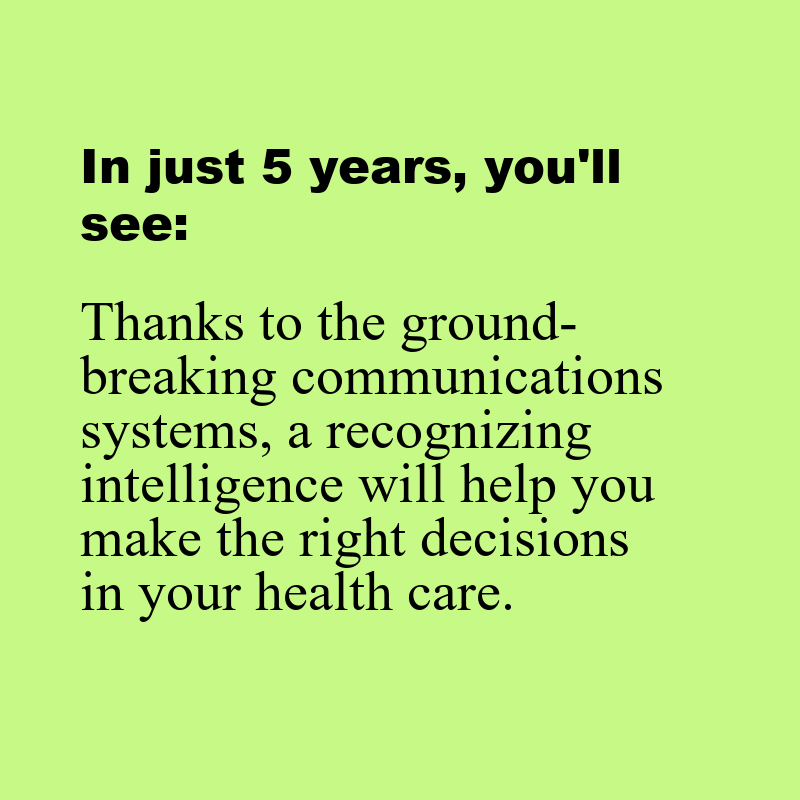 In just 5 years, you'll
see:
Thanks to the ground-
breaking communications
systems, a recognizing
intelligence will help you
make the right decisions
in your health care.